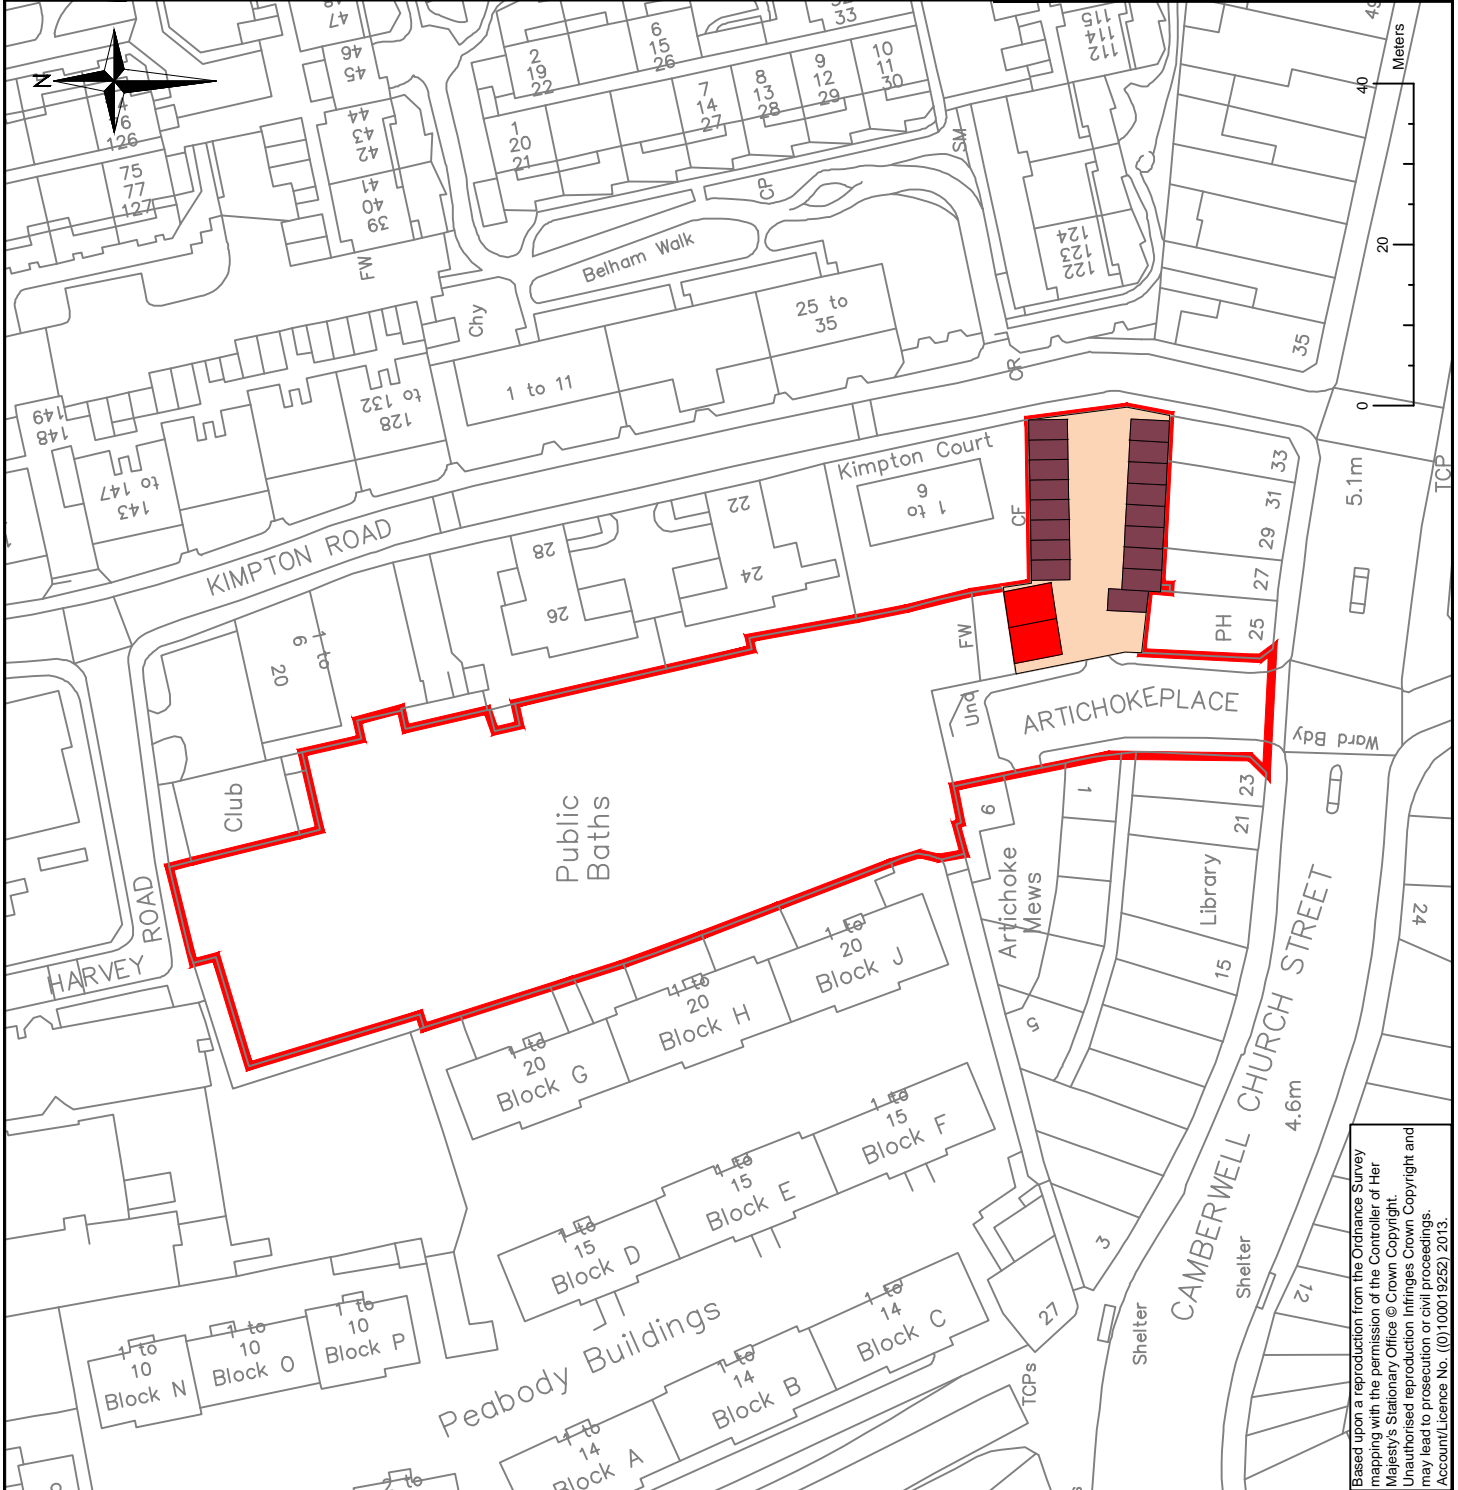 N
47
46
45
44
43
42
41
40
39
FW
4
6
126
75
77
127
2
19
22
6
15
26
33
1
20
21
7
14
27
8
13
28
9
12
29
10
11
30
SM
115
114
112
49
40
Meters
20
0
CP
Belham Walk
124
123
122
Chy
25 to
35
35
CR
149
148
128
to 132
1 to 11
143
to 147
KIMPTON ROAD
Kimpton Court
1 to
6
CF
22
24
28
26
33
31
29
27
25
PH
5.1m
TCP
1 to
6
20
FW
Und
ARTICHOKEPLACE
Ward Bdy
Club
Public
Baths
HARVEY
ROAD
9
1
23
21
Artichoke
Mews
Library
15
5
24
1 to
20
Block J
1 to
20
Block H
1 to
20
Block G
CAMBERWELL CHURCH STREET
4.6m
1 to
15
Block F
1 to
15
Block E
1 to
15
Block D
3
27
Shelter
Shelter
12
TCPs
1 to
10
Block N
1 to
10
Block O
1 to
10
Block P
Peabody Buildings
1 to
14
Block C
1 to
14
Block B
1 to
14
Block A
Based upon a reproduction from the Ordnance Survey
mapping with the permission of the Controller of Her
Majesty's Stationary Office © Crown Copyright.
Unauthorised reproduction Infringes Crown Copyright and
may lead to prosecution or civil proceedings.
Account/Licence No. ((0)100019252) 2013.